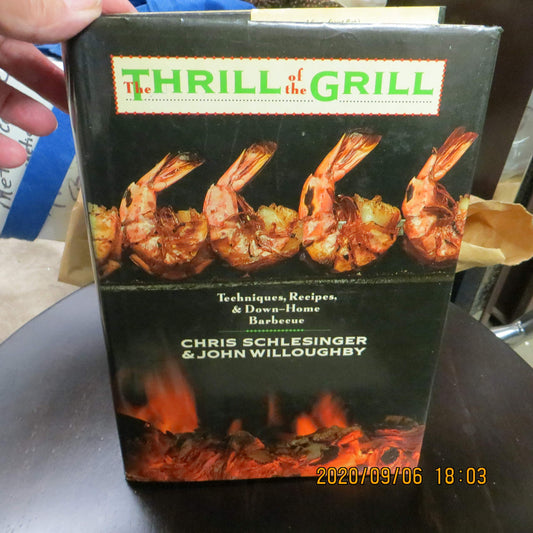 The THRILL of the GRILL
Techniques, Recipes,
& Down-Home
Barbecue
CHRIS SCHLESINGER
& JOHN WILLOUGHBY
2020/09/06 18:03